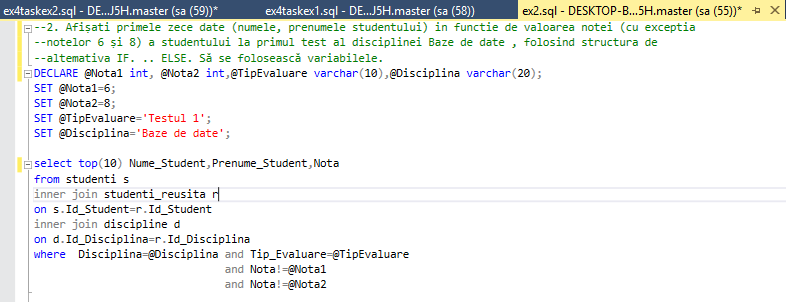 ex4taskex2.sql - DE...J5H.master (sa (59))*
ex4taskex1.sql - DE...J5H.master (sa (58))
ex2.sql - DESKTOP-B...5H.master (sa (55))*
--2. Afișati primele zece date (numele, prenumele studentului) in functie de valoarea notei (cu exceptia
--notelor 6 și 8) a studentului la primul test al disciplinei Baze de date , folosind structura de
--altemativa IF. .. ELSE. Să se folosească variabilele.
DECLARE @Nota1 int, @Nota2 int,@TipEvaluare varchar(10),@Disciplina varchar(20);
SET @Nota1=6;
SET @Nota2=8;
SET @TipEvaluare='Testul 1';
SET @Disciplina='Baze de date';
select top(10) Nume_Student,Prenume_Student,Nota
from studenti s
inner join studenti_reusita r
on s.Id_Student=r.Id_Student
inner join discipline d
on d.Id_Disciplina=r.Id_Disciplina
where  Disciplina=@Disciplina and Tip_Evaluare=@TipEvaluare
and Nota!=@Nota1
and Nota!=@Nota2